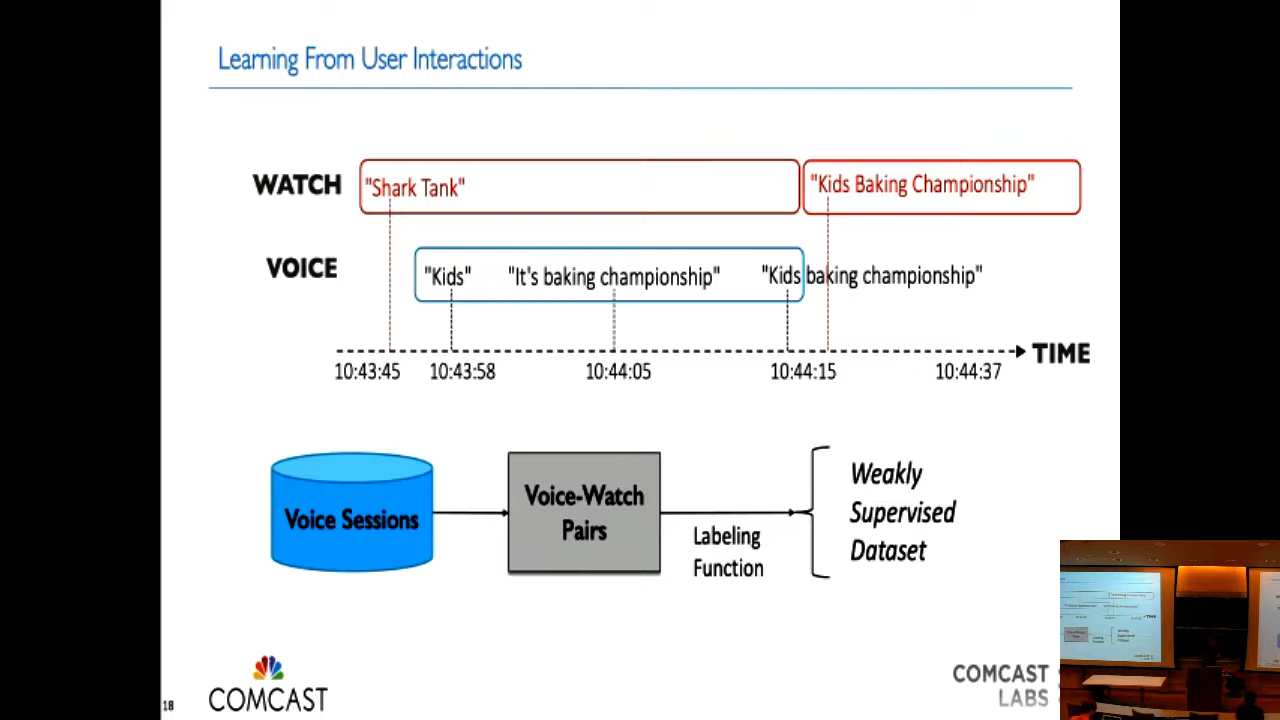 Learning From User Interactions
WATCH
"Shark Tank"
"Kids Baking Championship"
VOICE
"Kids"
"It's baking championship"
"Kids baking championship"
TIME
10:43:45
10:43:58
10:44:05
10:44:15
10:44:37
Voice Sessions
Voice-Watch
Pairs
Labeling
Function
Weakly
Supervised
Dataset
18
COMCAST
COMCAST
LABS